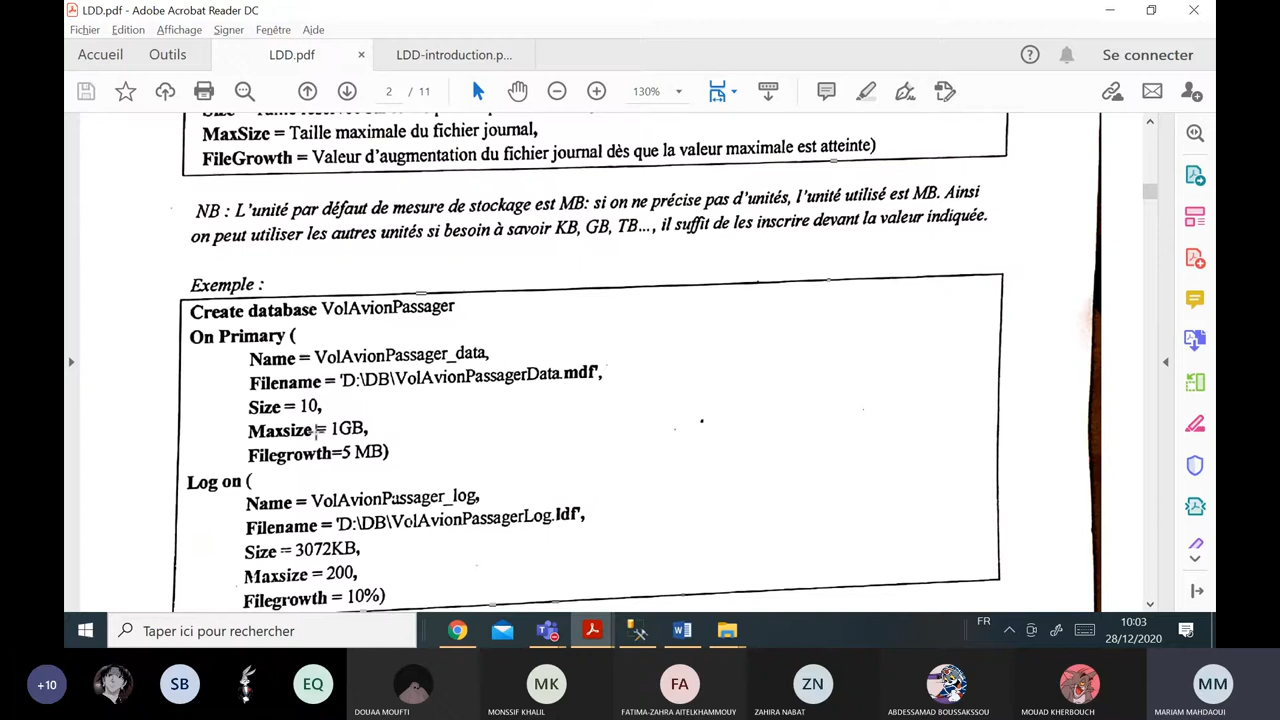 LDD.pdf - Adobe Acrobat Reader DC
Fichier Edition Affichage Signer Fenêtre Aide
Accueil Outils LDD.pdf × LDD-introduction.p... Se connecter
2 / 11 130%
MaxSize = Taille maximale du fichier journal,
FileGrowth = Valeur d'augmentation du fichier journal dès que la valeur maximale est atteinte)
NB : L'unité par défaut de mesure de stockage est MB: si on ne précise pas d'unités, l'unité utilisé est MB. Ainsi
on peut utiliser les autres unités si besoin à savoir KB, GB, TB..., il suffit de les inscrire devant la valeur indiquée.
Exemple :
Create database VolAvionPassager
On Primary (
Name = VolAvionPassager_data,
Filename = 'D:\DB\VolAvionPassagerData.mdf',
Size = 10,
Maxsize = 1GB,
Filegrowth=5 MB)
Log on (
Name = VolAvionPassager_log,
Filename = 'D:\DB\VolAvionPassagerLog.ldf',
Size = 3072KB,
Maxsize = 200,
Filegrowth = 10%)
Taper ici pour rechercher
FR
10:03
28/12/2020
+10 SB EQ MK FA ZN MM
DOUAA MOUFTI MONSSIF KHALIL FATIMA-ZAHRA AITELKHAMMOUY ZAHIRA NABAT ABDESSAMAD BOUSSAKSSOU MOUAD KHERBOUCH MARIAM MAHDAOUI